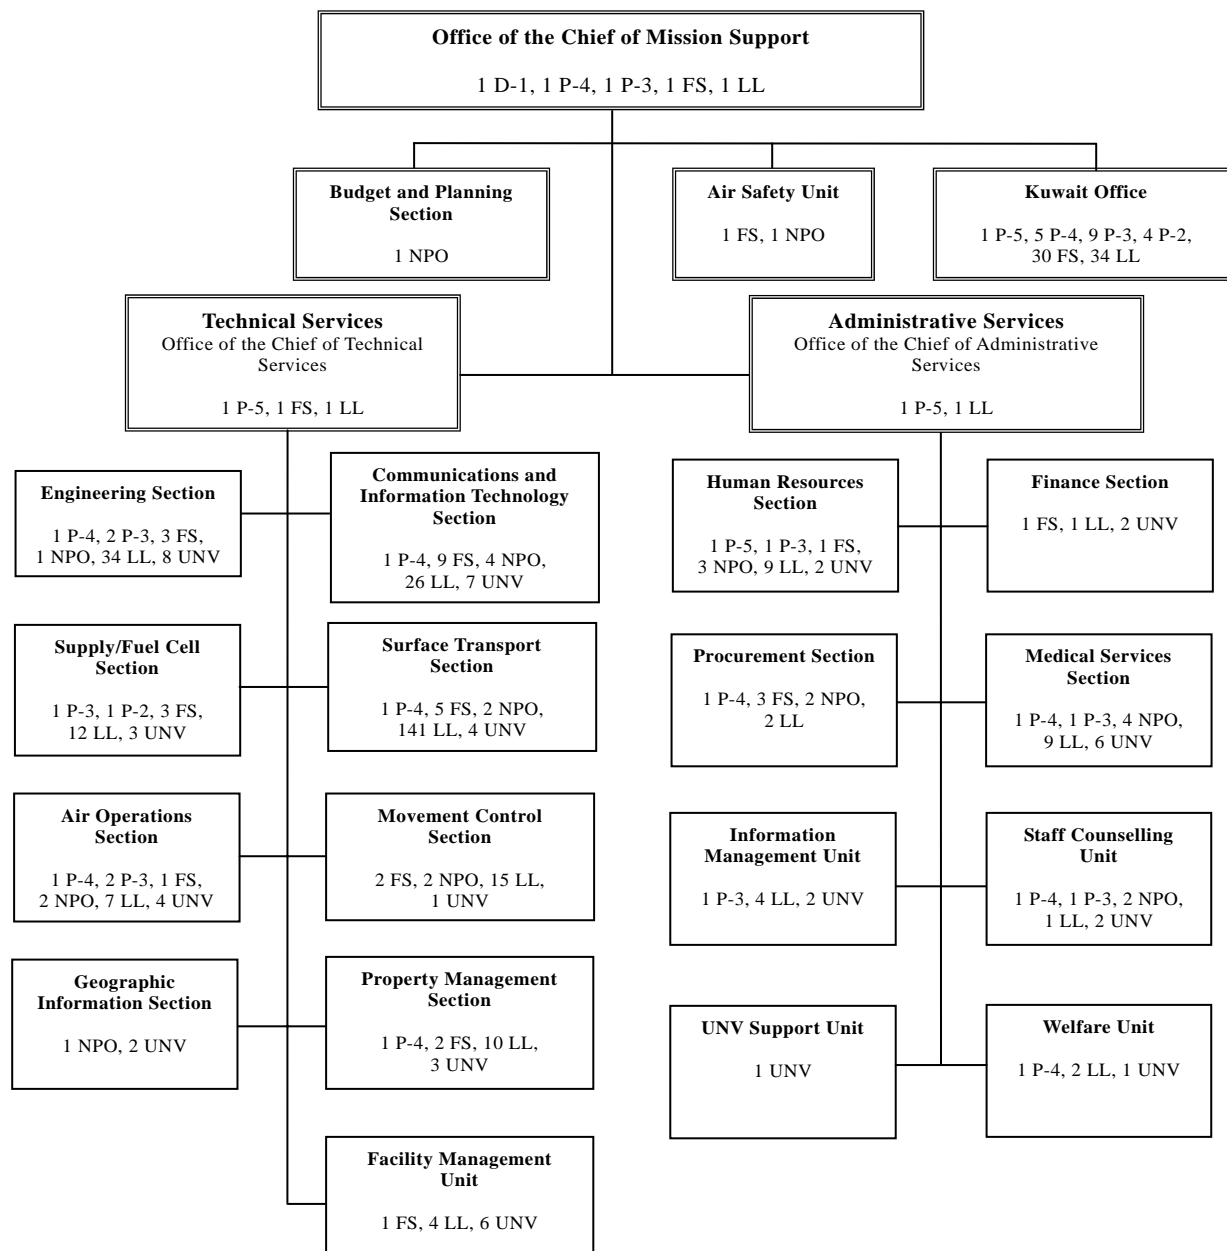 Office of the Chief of Mission Support
1 D-1, 1 P-4, 1 P-3, 1 FS, 1 LL
Budget and Planning
Section
1 NPO
Air Safety Unit
1 FS, 1 NPO
Kuwait Office
1 P-5, 5 P-4, 9 P-3, 4 P-2,
30 FS, 34 LL
Technical Services
Office of the Chief of Technical
Services
1 P-5, 1 FS, 1 LL
Administrative Services
Office of the Chief of Administrative
Services
1 P-5, 1 LL
Engineering Section
1 P-4, 2 P-3, 3 FS,
1 NPO, 34 LL, 8 UNV
Communications and
Information Technology
Section
1 P-4, 9 FS, 4 NPO,
26 LL, 7 UNV
Human Resources
Section
1 P-5, 1 P-3, 1 FS,
3 NPO, 9 LL, 2 UNV
Finance Section
1 FS, 1 LL, 2 UNV
Supply/Fuel Cell
Section
1 P-3, 1 P-2, 3 FS,
12 LL, 3 UNV
Surface Transport
Section
1 P-4, 5 FS, 2 NPO,
141 LL, 4 UNV
Procurement Section
1 P-4, 3 FS, 2 NPO,
2 LL
Medical Services
Section
1 P-4, 1 P-3, 4 NPO,
9 LL, 6 UNV
Air Operations
Section
1 P-4, 2 P-3, 1 FS,
2 NPO, 7 LL, 4 UNV
Movement Control
Section
2 FS, 2 NPO, 15 LL,
1 UNV
Information
Management Unit
1 P-3, 4 LL, 2 UNV
Staff Counselling
Unit
1 P-4, 1 P-3, 2 NPO,
1 LL, 2 UNV
Geographic
Information Section
1 NPO, 2 UNV
Property Management
Section
1 P-4, 2 FS, 10 LL,
3 UNV
UNV Support Unit
1 UNV
Welfare Unit
1 P-4, 2 LL, 1 UNV
Facility Management
Unit
1 FS, 4 LL, 6 UNV